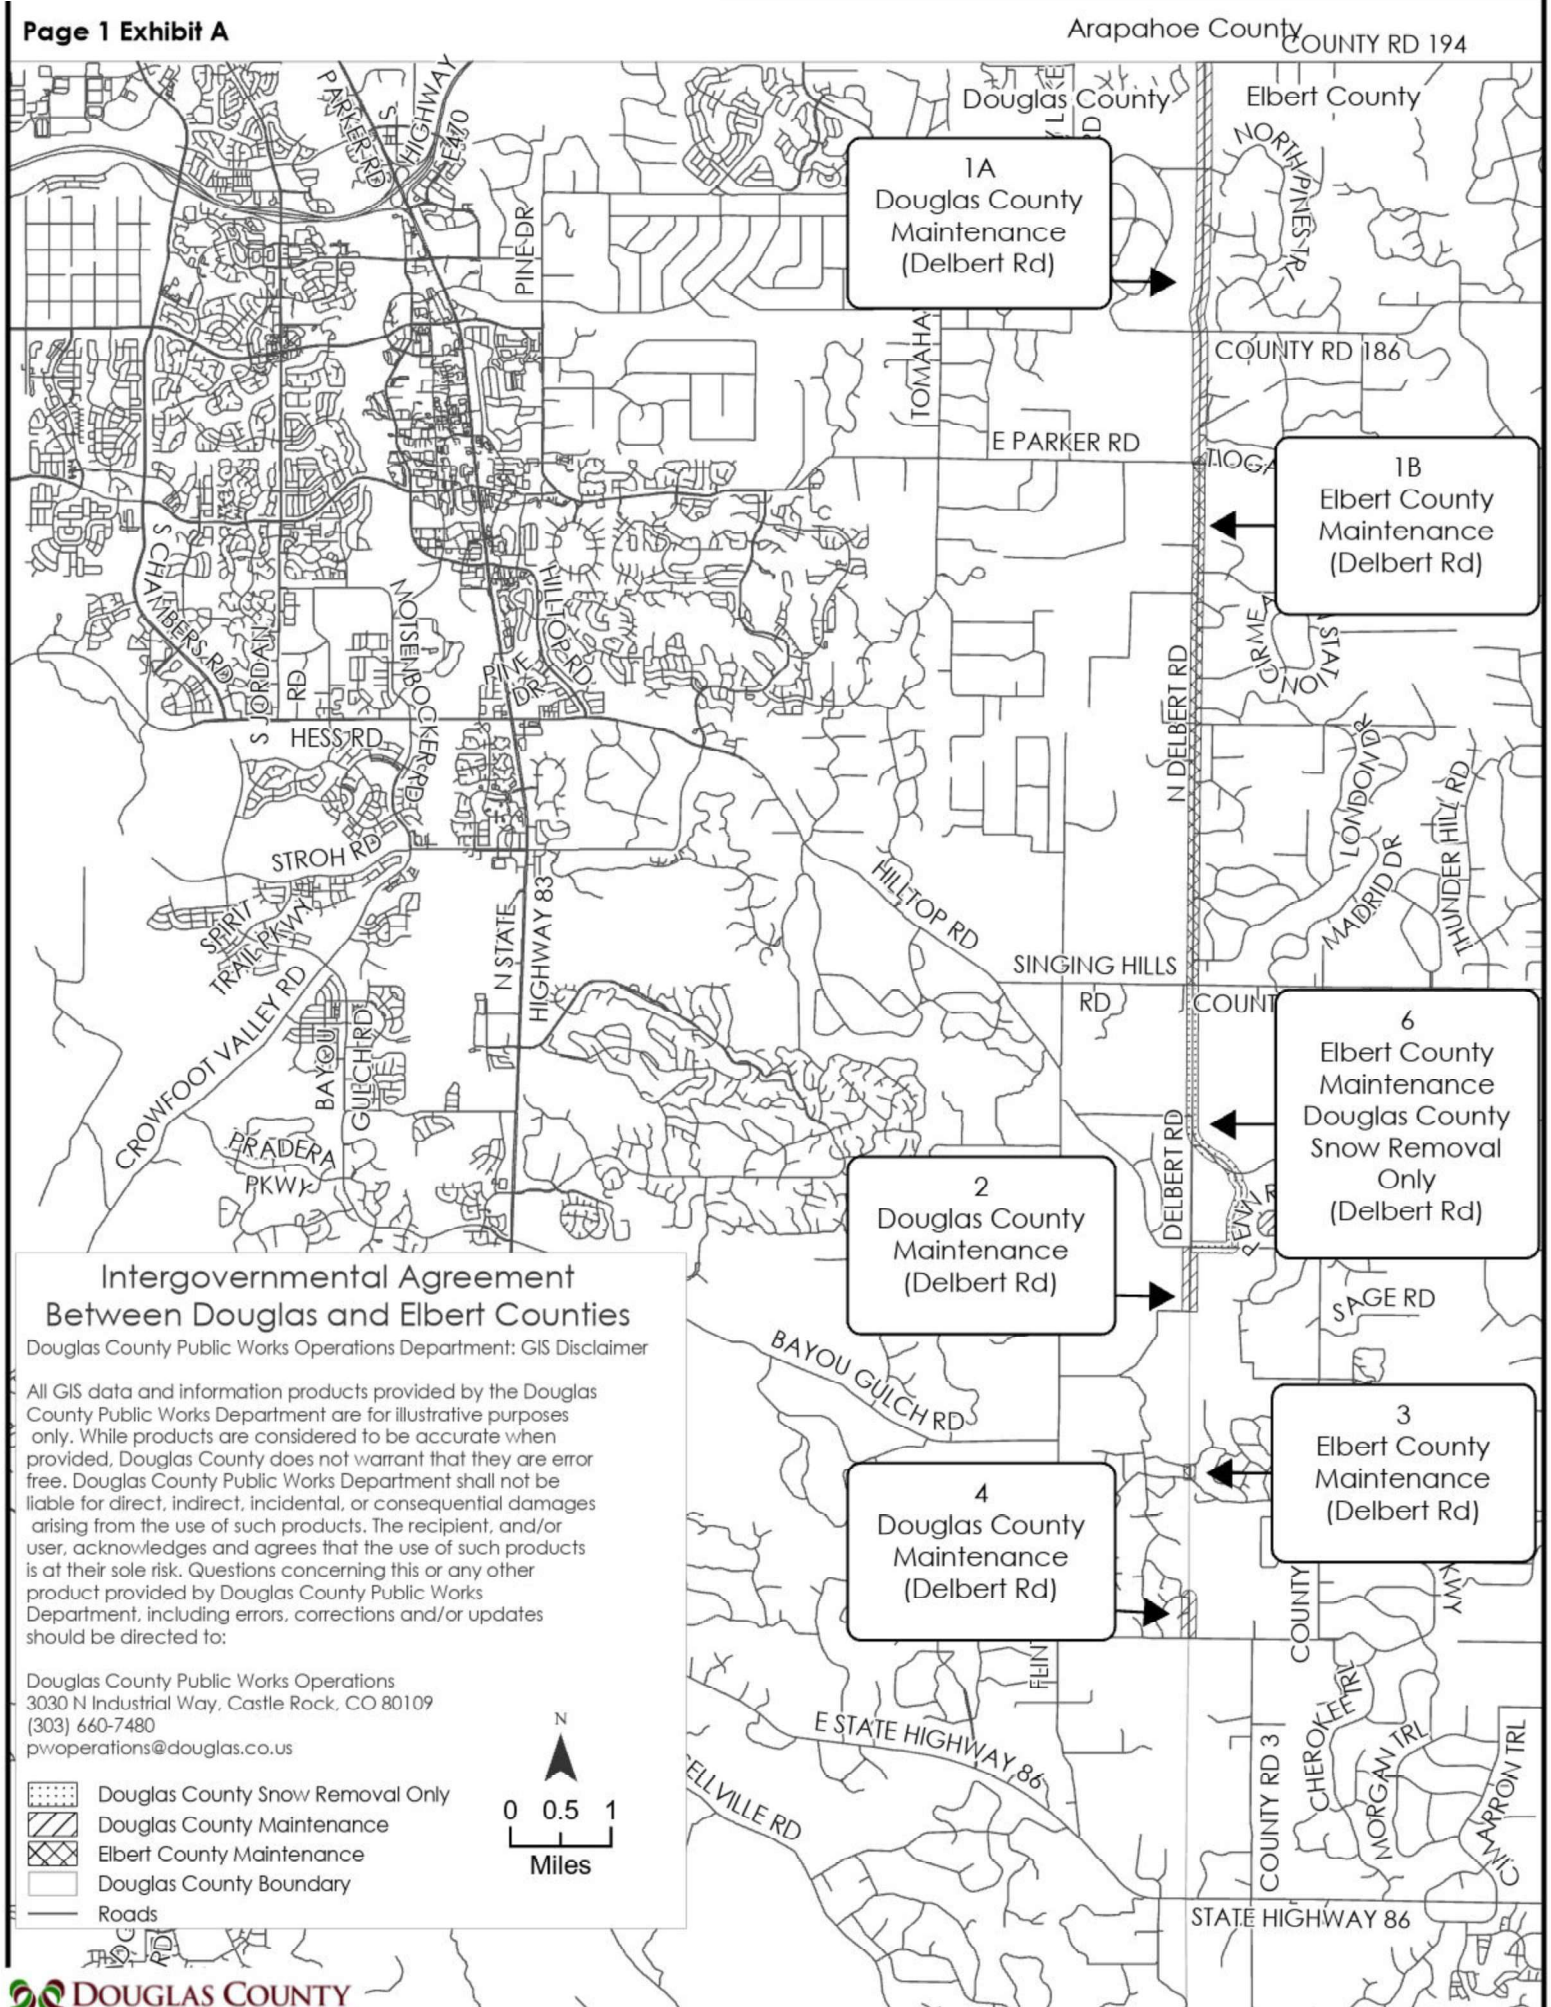 Page 1 Exhibit A
Arapahoe County
COUNTY RD 194
Douglas County
Elbert County
PARKER RD
S
HIGHWAY
E470
PINE DR
RD
NORTH PINES TRL
1A
Douglas County
Maintenance
(Delbert Rd)
COUNTY RD 186
E PARKER RD
1B
Elbert County
Maintenance
(Delbert Rd)
S CHAMBERS RD
S JORDAN
RD
MOTSENBOCKER RD
HILLTOP RD
PINE
DR
HESS RD
N DELBERT RD
LONDON DR
MADRID DR
THUNDER HILL RD
STROH RD
SPIRIT
TRAIL PKWY
N STATE
HIGHWAY 83
HILLTOP RD
SINGING HILLS
RD
COUNT
CROWFOOT VALLEY RD
BAYOU
GULCH RD
PRADERA
PKWY
DELBERT RD
6
Elbert County
Maintenance
Douglas County
Snow Removal
Only
(Delbert Rd)
2
Douglas County
Maintenance
(Delbert Rd)
SAGE RD
BAYOU GULCH RD
3
Elbert County
Maintenance
(Delbert Rd)
4
Douglas County
Maintenance
(Delbert Rd)
COUNTY
KWY
FLIN
E STATE HIGHWAY 86
ELLVILLE RD
COUNTY RD 3
CHEROKEE TRL
MORGAN TRL
CIMARRON TRL
STATE HIGHWAY 86
Intergovernmental Agreement
Between Douglas and Elbert Counties
Douglas County Public Works Operations Department: GIS Disclaimer
All GIS data and information products provided by the Douglas
County Public Works Department are for illustrative purposes
only. While products are considered to be accurate when
provided, Douglas County does not warrant that they are error
free. Douglas County Public Works Department shall not be
liable for direct, indirect, incidental, or consequential damages
arising from the use of such products. The recipient, and/or
user, acknowledges and agrees that the use of such products
is at their sole risk. Questions concerning this or any other
product provided by Douglas County Public Works
Department, including errors, corrections and/or updates
should be directed to:
Douglas County Public Works Operations
3030 N Industrial Way, Castle Rock, CO 80109
(303) 660-7480
pwoperations@douglas.co.us
N
0 0.5 1
Miles
Douglas County Snow Removal Only
Douglas County Maintenance
Elbert County Maintenance
Douglas County Boundary
Roads
DOUGLAS COUNTY